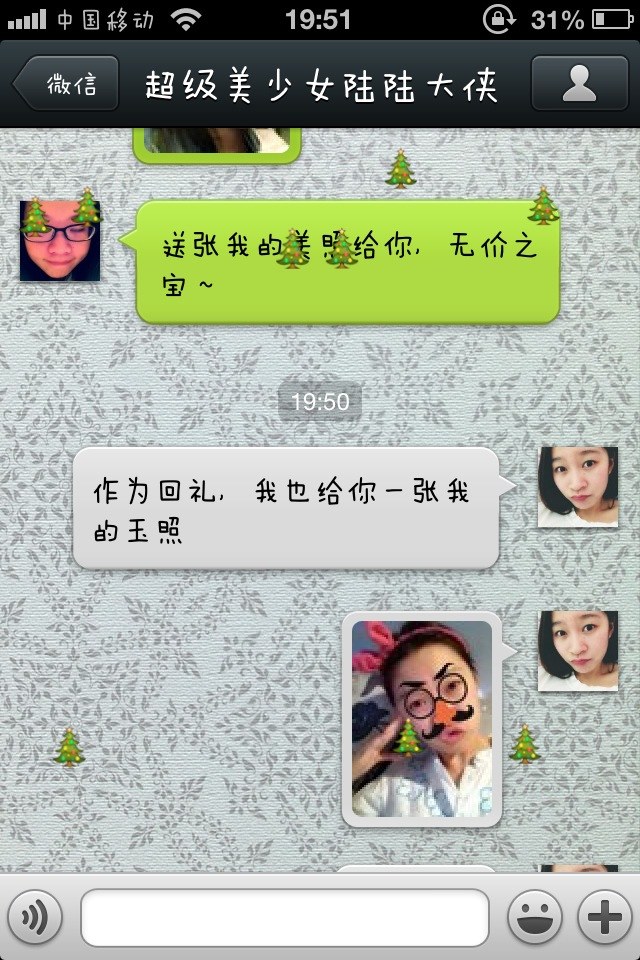 中国移动
19:51
31%
微信
超级美少女陆陆大侠
送张我的美照给你，无价之
宝～
19:50
作为回礼，我也给你一张我
的玉照